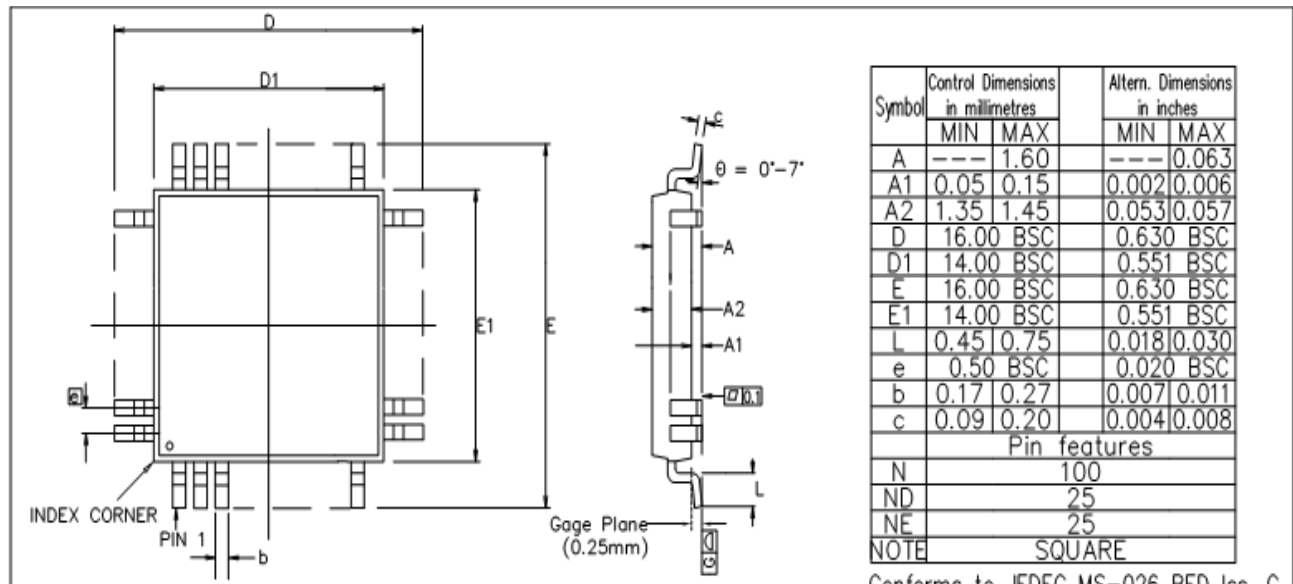 D
D1
c
Θ = 0°-7°
A
A2
A1
E1
E
e
0.1
L
INDEX CORNER
PIN 1
b
Gage Plane
(0.25mm)
G
Symbol Control Dimensions in millimetres Altern. Dimensions in inches
MIN MAX MIN MAX
A --- 1.60 --- 0.063
A1 0.05 0.15 0.002 0.006
A2 1.35 1.45 0.053 0.057
D 16.00 BSC 0.630 BSC
D1 14.00 BSC 0.551 BSC
E 16.00 BSC 0.630 BSC
E1 14.00 BSC 0.551 BSC
L 0.45 0.75 0.018 0.030
e 0.50 BSC 0.020 BSC
b 0.17 0.27 0.007 0.011
c 0.09 0.20 0.004 0.008
Pin features
N 100
ND 25
NE 25
NOTE SQUARE
Conforms to JEDEC MS-026 BED Iss. C